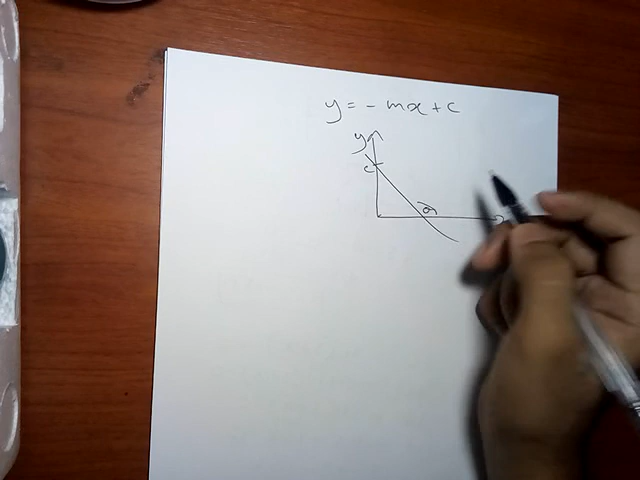 y = - mx + c
y
c